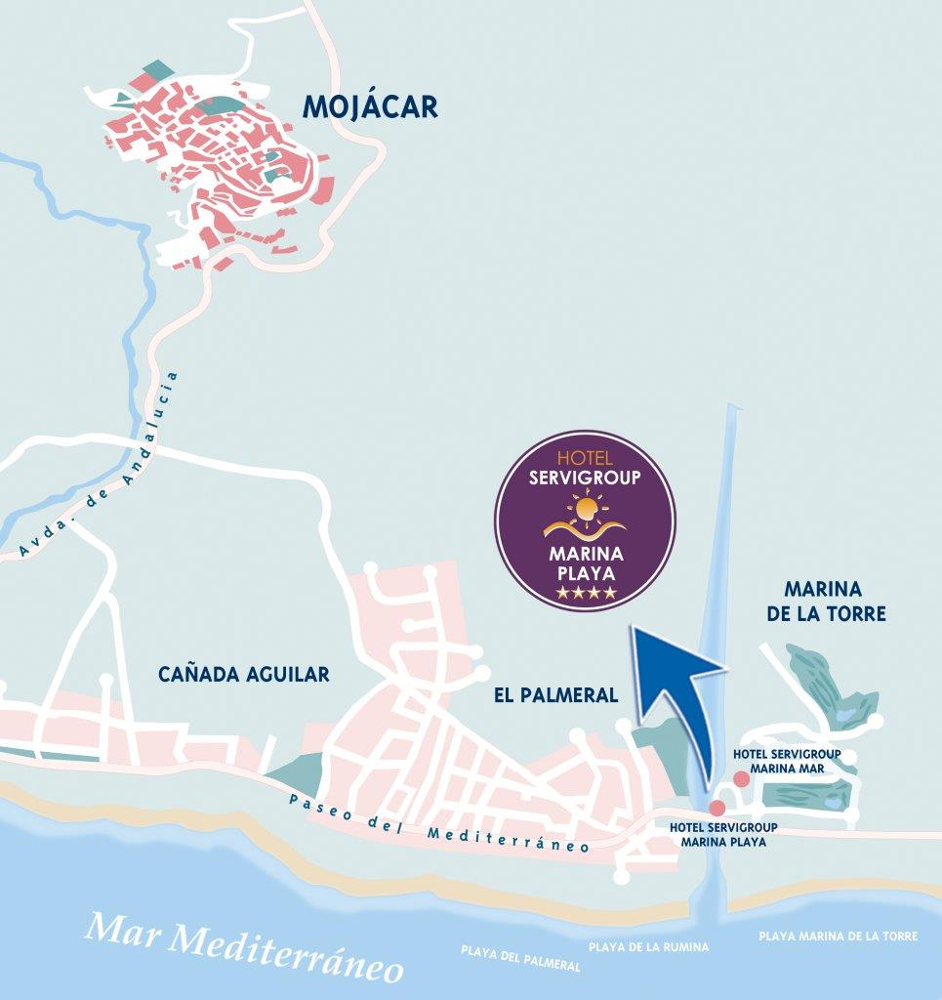 MOJÁCAR
Avda. de Andalucia
HOTEL
SERVIGROUP
MARINA
PLAYA
MARINA
DE LA TORRE
CAÑADA AGUILAR
EL PALMERAL
HOTEL SERVIGROUP
MARINA MAR
Paseo del Mediterráneo
HOTEL SERVIGROUP
MARINA PLAYA
Mar Mediterráneo
PLAYA DEL PALMERAL
PLAYA DE LA RUMINA
PLAYA MARINA DE LA TORRE